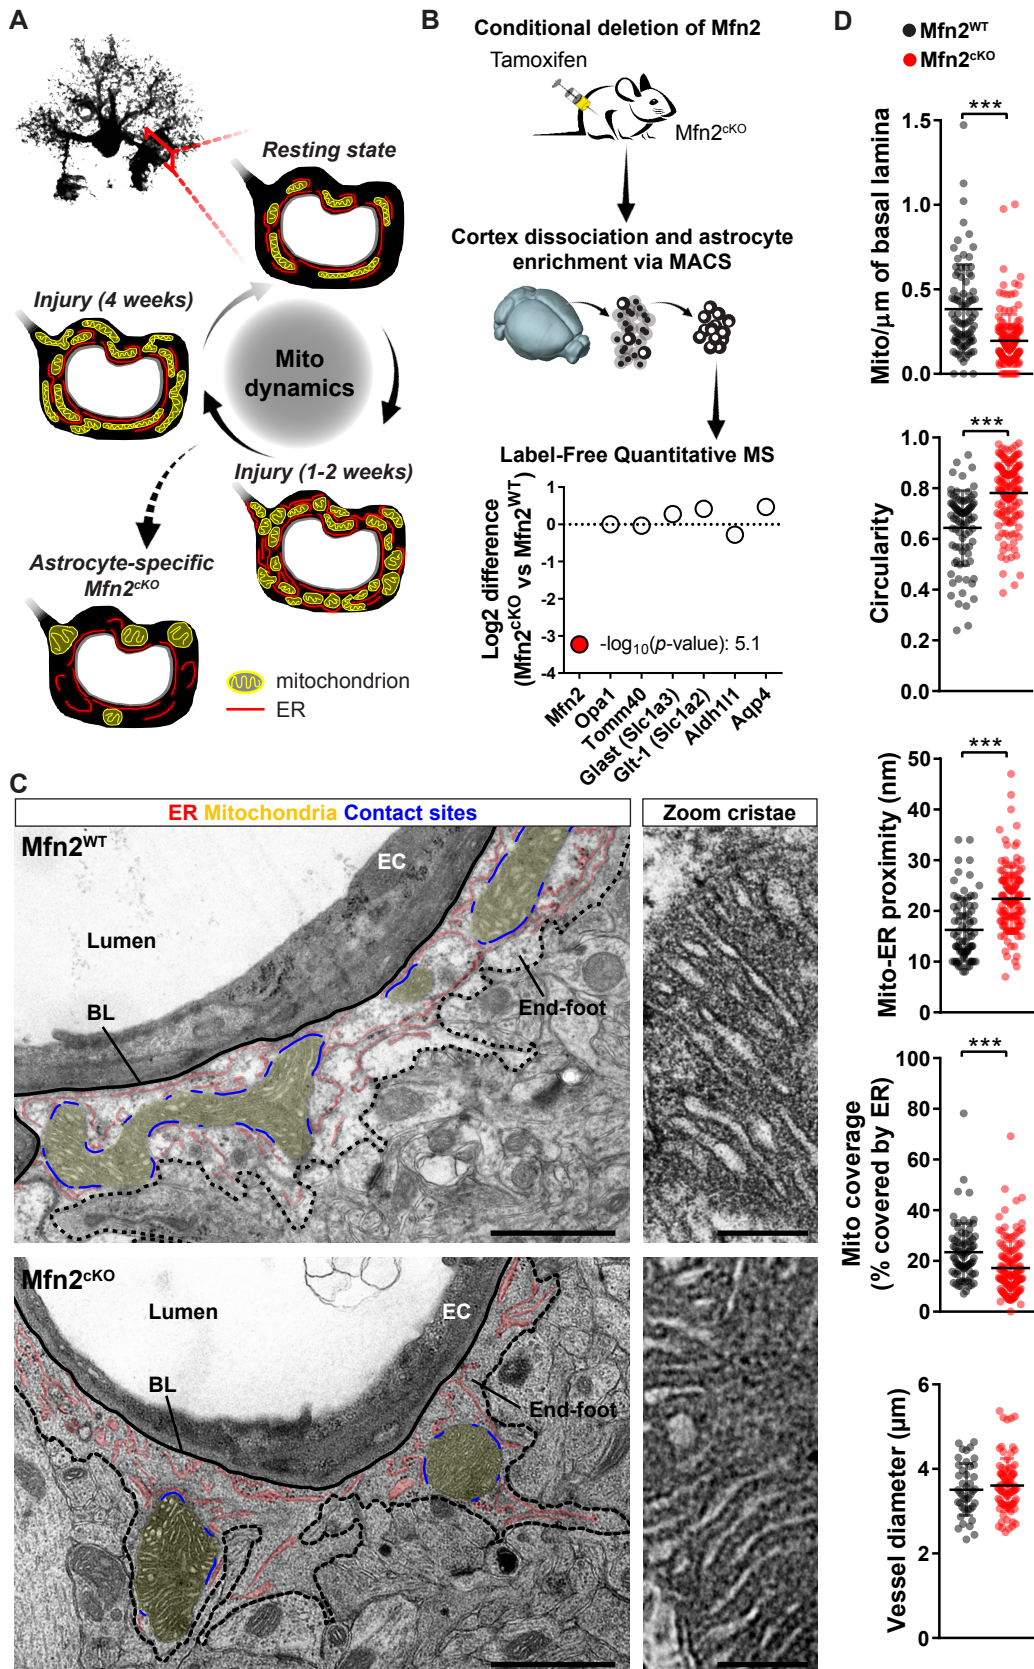 A
Resting state
Injury (4 weeks)
Mito
dynamics
Injury (1-2 weeks)
Astrocyte-specific
Mfn2cKO
mitochondrion
ER
B
Conditional deletion of Mfn2
Tamoxifen
Mfn2cKO
Cortex dissociation and astrocyte
enrichment via MACS
Label-Free Quantitative MS
Log2 difference
(Mfn2cKO vs Mfn2WT)
1
0
-1
-2
-3
-4
-log10(p-value): 5.1
Mfn2
Opa1
Tomm40
Glast (Slc1a3)
Glt-1 (Slc1a2)
Aldh1l1
Aqp4
C
ER Mitochondria Contact sites
Zoom cristae
Mfn2WT
EC
Lumen
BL
End-foot
Mfn2cKO
Lumen
EC
BL
End-foot
D
Mfn2WT
Mfn2cKO
***
Mito/µm of basal lamina
1.5
1.0
0.5
0.0
***
Circularity
1.0
0.8
0.6
0.4
0.2
0.0
***
Mito-ER proximity (nm)
50
40
30
20
10
0
***
Mito coverage
(% covered by ER)
100
80
60
40
20
0
Vessel diameter (µm)
6
4
2
0